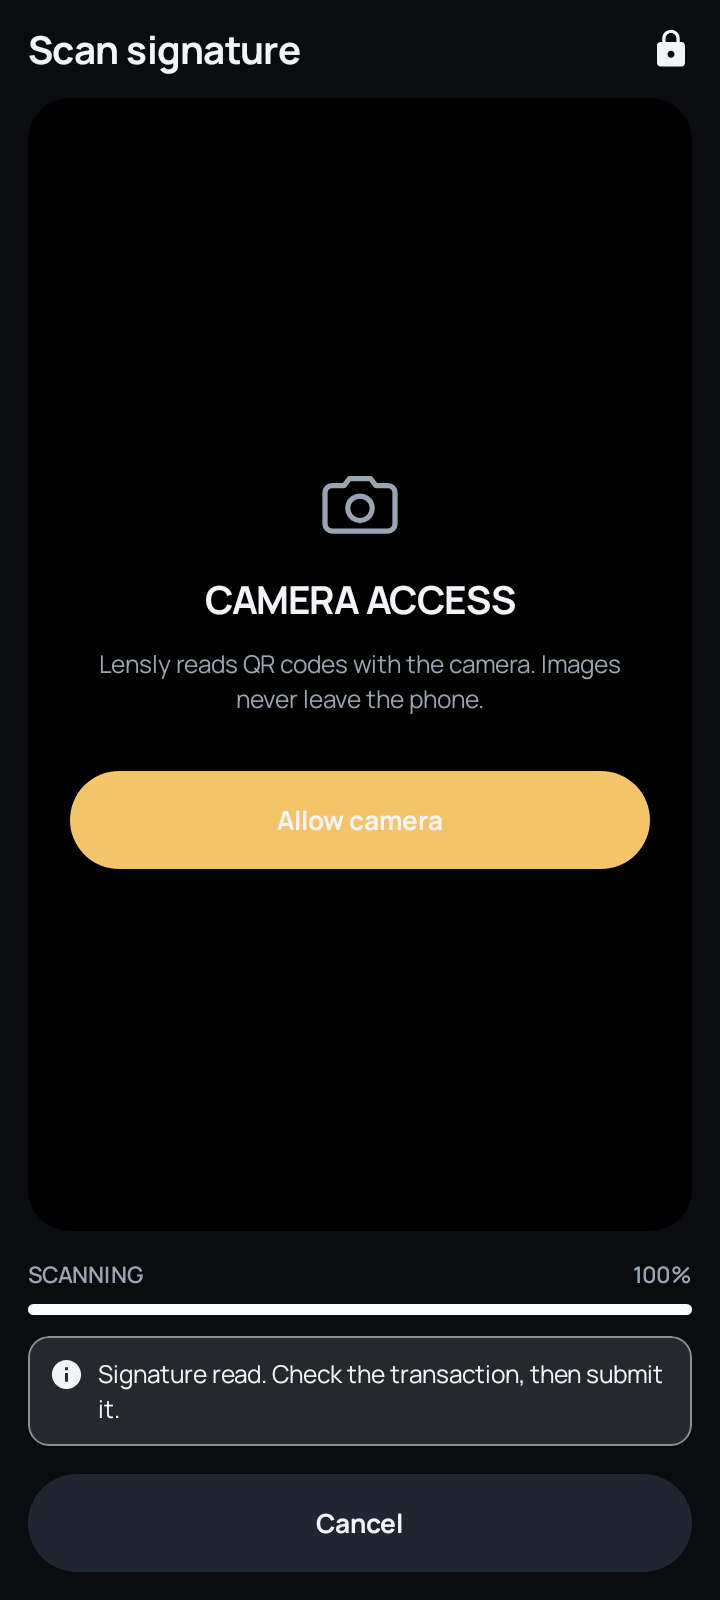 Scan signature
CAMERA ACCESS
Lensly reads QR codes with the camera. Images
never leave the phone.
Allow camera
SCANNING 100%
Signature read. Check the transaction, then submit
it.
Cancel